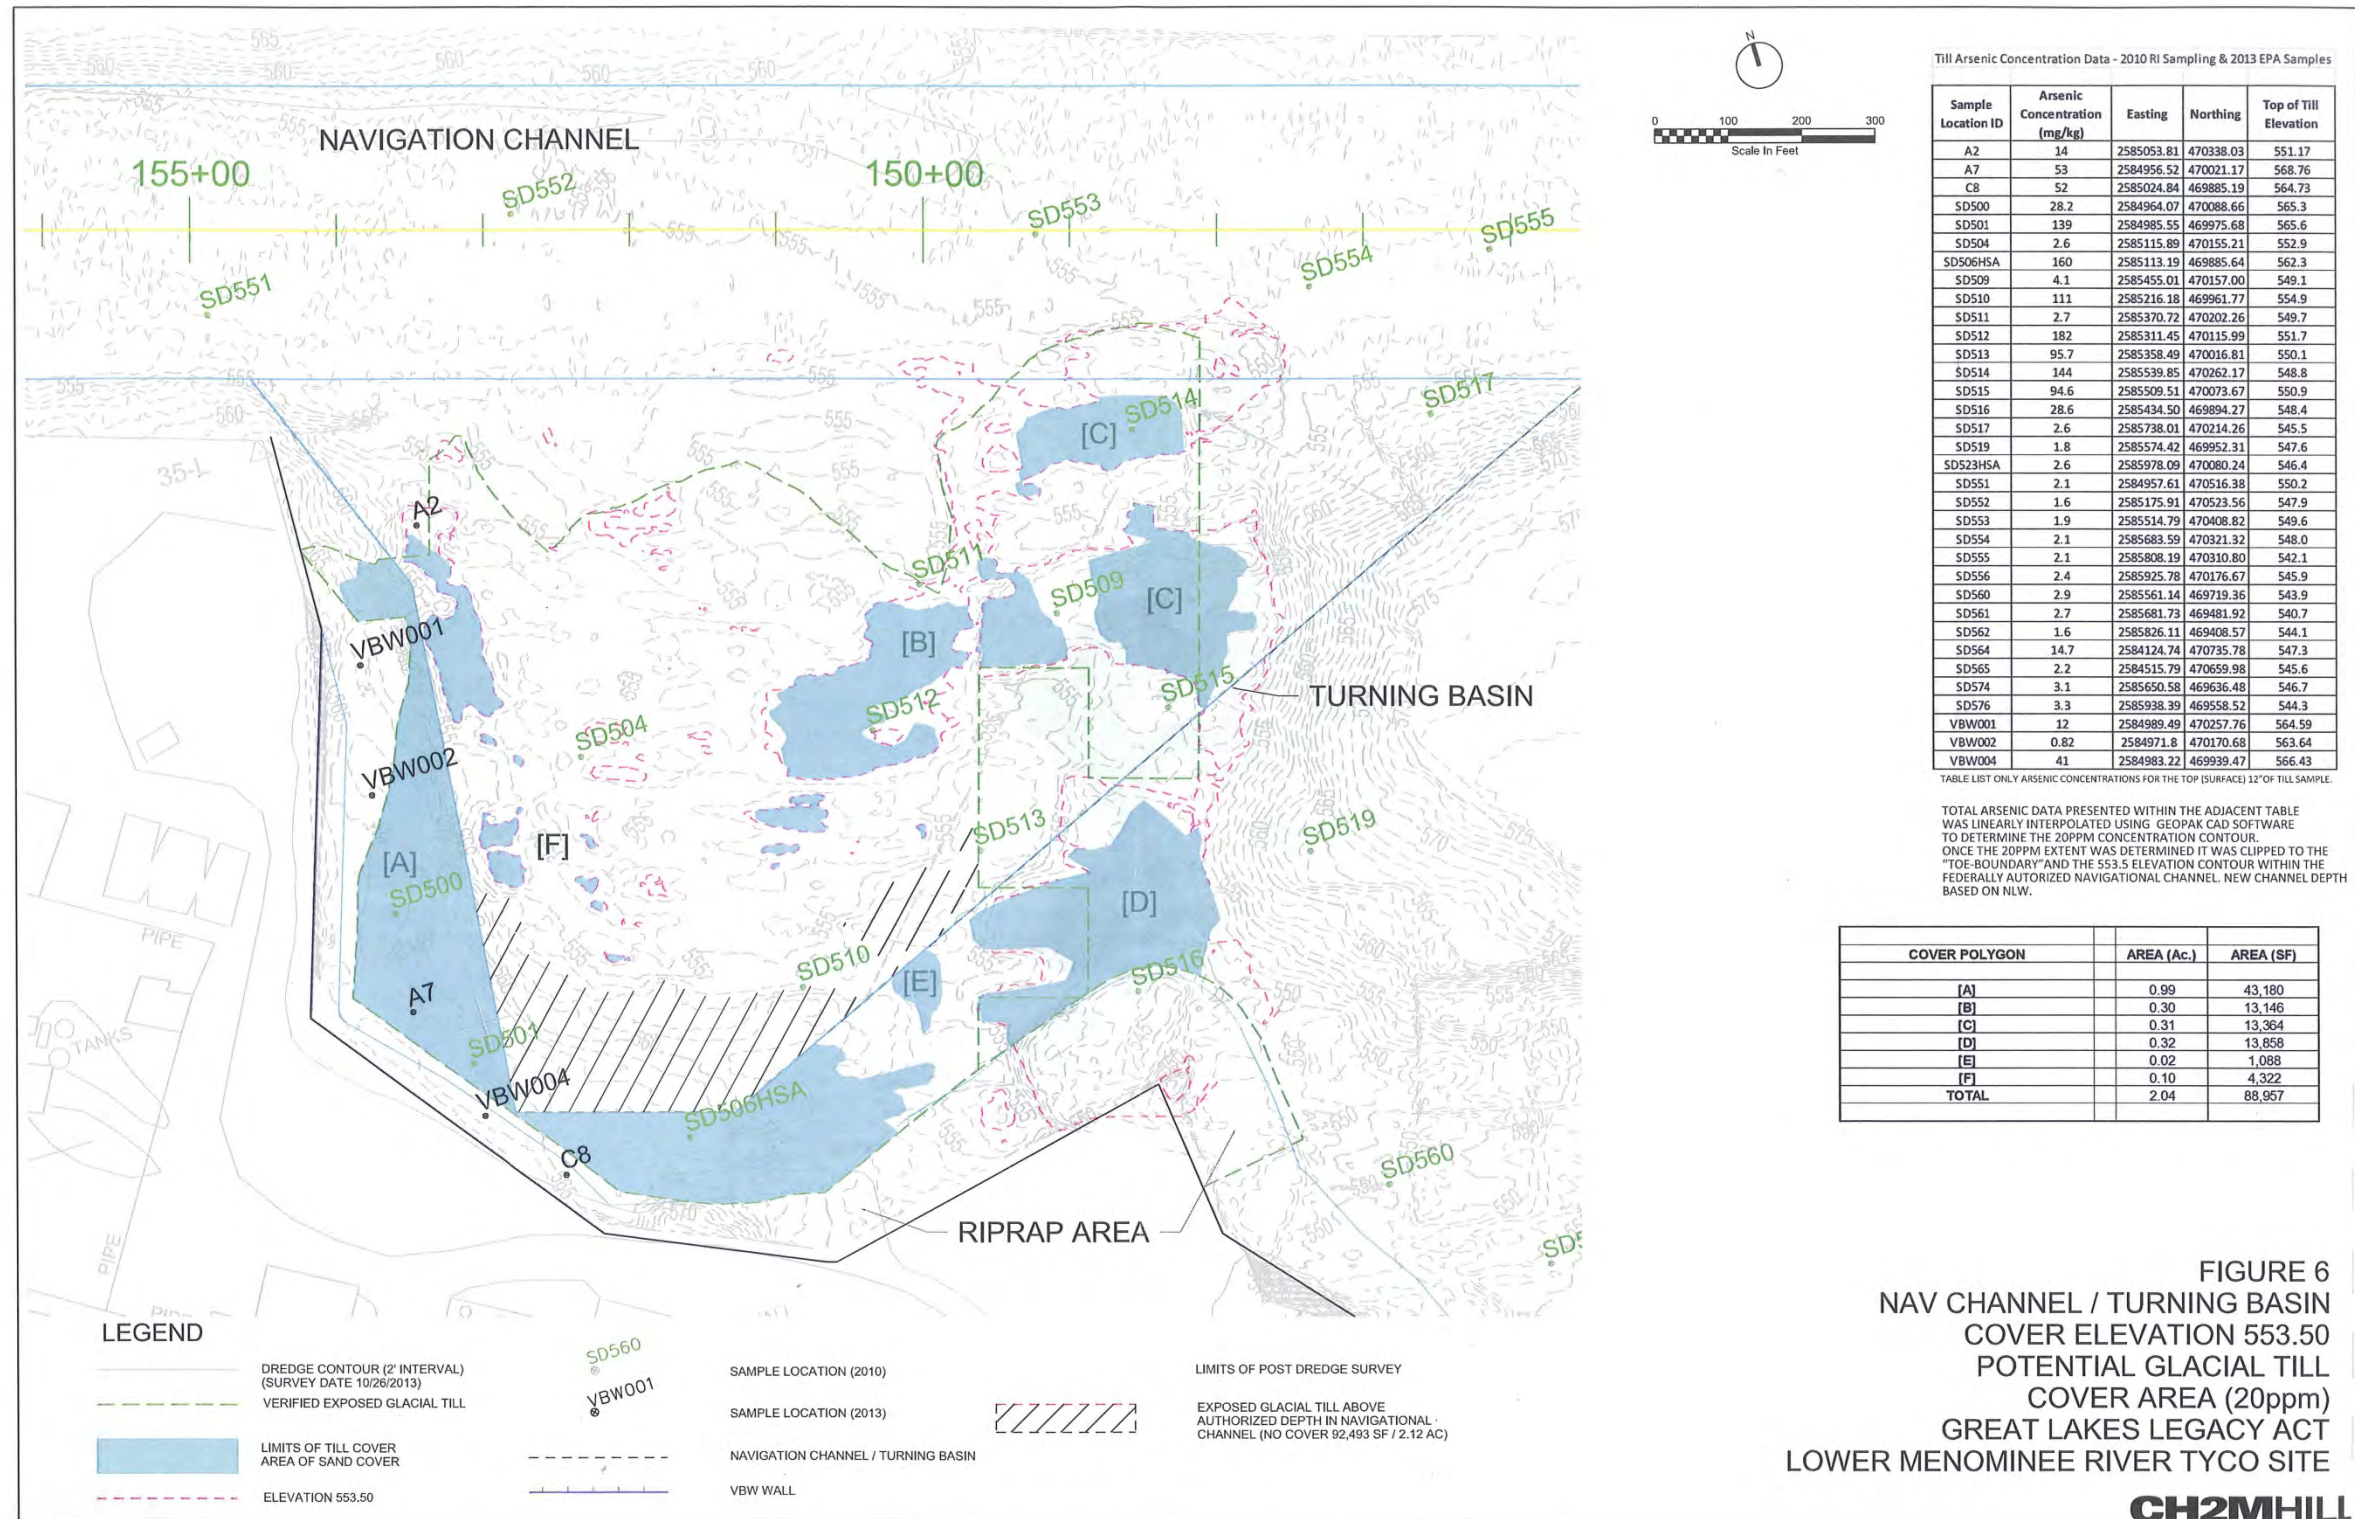 565
560
560
560
560
555
NAVIGATION CHANNEL
155+00
150+00
SD552
SD553
SD555
SD554
SD551
SD517
SD514
[C]
35-L
A2
SD511
SD509
[C]
VBW001
[B]
SD515
TURNING BASIN
SD512
SD504
VBW002
[F]
SD513
SD519
[A]
SD500
[D]
PIPE
SD510
[E]
SD516
A7
TANKS
SD501
VBW004
SD506HSA
C8
SD560
RIPRAP AREA
PIPE
N
0 100 200 300
Scale In Feet
Till Arsenic Concentration Data - 2010 RI Sampling & 2013 EPA Samples
Sample Location ID Arsenic Concentration (mg/kg) Easting Northing Top of Till Elevation
A2 14 2585053.81 470338.03 551.17
A7 53 2584956.52 470021.17 568.76
C8 52 2585024.84 469885.19 564.73
SD500 28.2 2584964.07 470088.66 565.3
SD501 139 2584985.55 469975.68 565.6
SD504 2.6 2585115.89 470155.21 552.9
SD506HSA 160 2585113.19 469885.64 562.3
SD509 4.1 2585455.01 470157.00 549.1
SD510 111 2585216.18 469961.77 554.9
SD511 2.7 2585370.72 470202.26 549.7
SD512 182 2585311.45 470115.99 551.7
SD513 95.7 2585358.49 470016.81 550.1
SD514 144 2585539.85 470262.17 548.8
SD515 94.6 2585509.51 470073.67 550.9
SD516 28.6 2585434.50 469894.27 548.4
SD517 2.6 2585738.01 470214.26 545.5
SD519 1.8 2585574.42 469952.31 547.6
SD523HSA 2.6 2585978.09 470080.24 546.4
SD551 2.1 2584957.61 470516.38 550.2
SD552 1.6 2585175.91 470523.56 547.9
SD553 1.9 2585514.79 470408.82 549.6
SD554 2.1 2585683.59 470321.32 548.0
SD555 2.1 2585808.19 470310.80 542.1
SD556 2.4 2585925.78 470176.67 545.9
SD560 2.9 2585561.14 469719.36 543.9
SD561 2.7 2585681.73 469481.92 540.7
SD562 1.6 2585826.11 469408.57 544.1
SD564 14.7 2584124.74 470735.78 547.3
SD565 2.2 2584515.79 470659.98 545.6
SD574 3.1 2585650.58 469636.48 546.7
SD576 3.3 2585938.39 469558.52 544.3
VBW001 12 2584989.49 470257.76 564.59
VBW002 0.82 2584971.8 470170.68 563.64
VBW004 41 2584983.22 469939.47 566.43
TABLE LIST ONLY ARSENIC CONCENTRATIONS FOR THE TOP (SURFACE) 12"OF TILL SAMPLE.
TOTAL ARSENIC DATA PRESENTED WITHIN THE ADJACENT TABLE
WAS LINEARLY INTERPOLATED USING GEOPAK CAD SOFTWARE
TO DETERMINE THE 20PPM CONCENTRATION CONTOUR.
ONCE THE 20PPM EXTENT WAS DETERMINED IT WAS CLIPPED TO THE
"TOE-BOUNDARY"AND THE 553.5 ELEVATION CONTOUR WITHIN THE
FEDERALLY AUTORIZED NAVIGATIONAL CHANNEL. NEW CHANNEL DEPTH
BASED ON NLW.
COVER POLYGON AREA (Ac.) AREA (SF)
[A] 0.99 43,180
[B] 0.30 13,146
[C] 0.31 13,364
[D] 0.32 13,858
[E] 0.02 1,088
[F] 0.10 4,322
TOTAL 2.04 88,957
LEGEND
DREDGE CONTOUR (2' INTERVAL)
(SURVEY DATE 10/26/2013)
VERIFIED EXPOSED GLACIAL TILL
LIMITS OF TILL COVER
AREA OF SAND COVER
ELEVATION 553.50
SD560
SAMPLE LOCATION (2010)
VBW001
SAMPLE LOCATION (2013)
NAVIGATION CHANNEL / TURNING BASIN
VBW WALL
LIMITS OF POST DREDGE SURVEY
EXPOSED GLACIAL TILL ABOVE
AUTHORIZED DEPTH IN NAVIGATIONAL
CHANNEL (NO COVER 92,493 SF / 2.12 AC)
FIGURE 6
NAV CHANNEL / TURNING BASIN
COVER ELEVATION 553.50
POTENTIAL GLACIAL TILL
COVER AREA (20ppm)
GREAT LAKES LEGACY ACT
LOWER MENOMINEE RIVER TYCO SITE
CH2MHILL